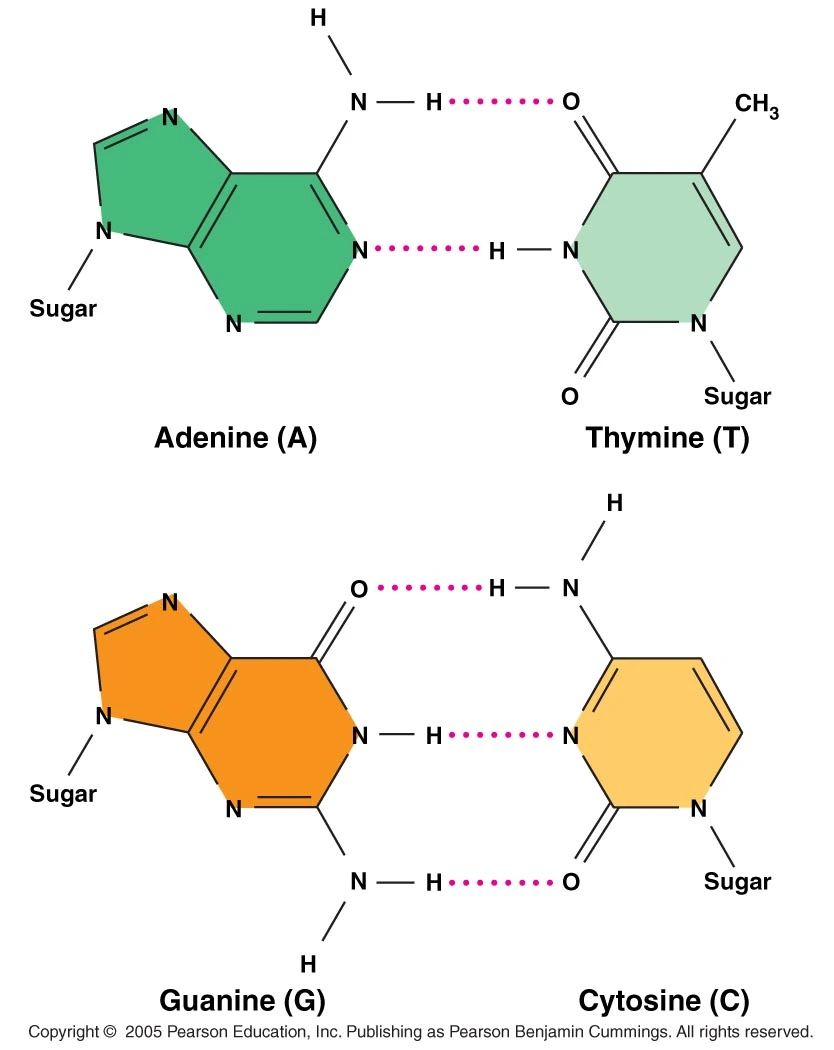 H
N H O CH3
N
N N H N
Sugar
N N
O Sugar
Adenine (A) Thymine (T)
H
O H N
N
N N H N
Sugar
N N
N H O Sugar
H
Guanine (G) Cytosine (C)
Copyright © 2005 Pearson Education, Inc. Publishing as Pearson Benjamin Cummings. All rights reserved.